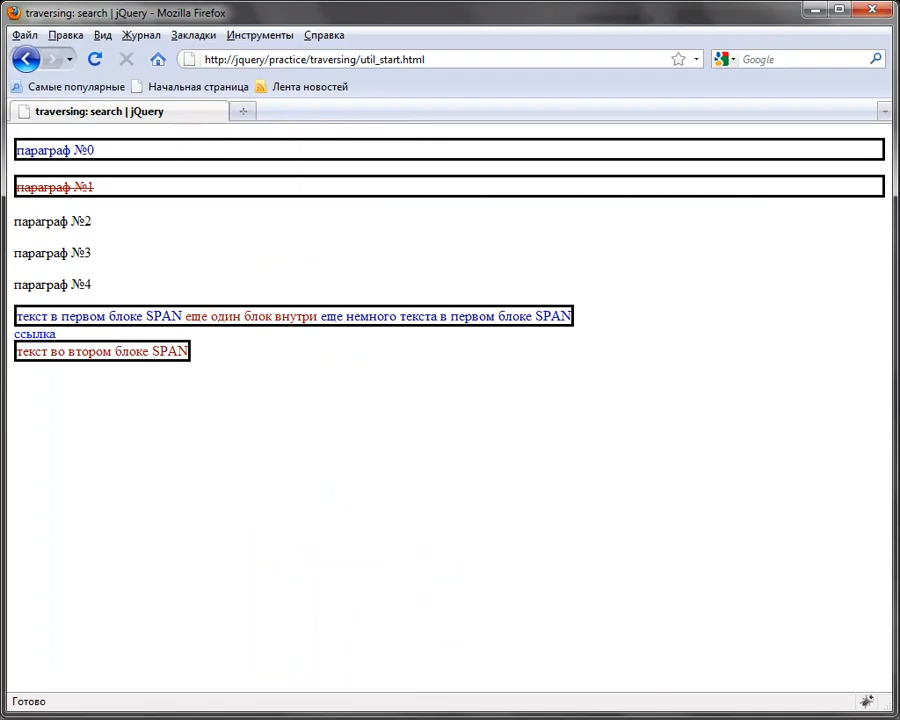 traversing: search | jQuery - Mozilla Firefox
Файл Правка Вид Журнал Закладки Инструменты Справка
http://jquery/practice/traversing/util_start.html Google
Самые популярные Начальная страница Лента новостей
traversing: search | jQuery
параграф №0
параграф №1
параграф №2
параграф №3
параграф №4
текст в первом блоке SPAN еще один блок внутри еще немного текста в первом блоке SPAN
ссылка
текст во втором блоке SPAN
Готово